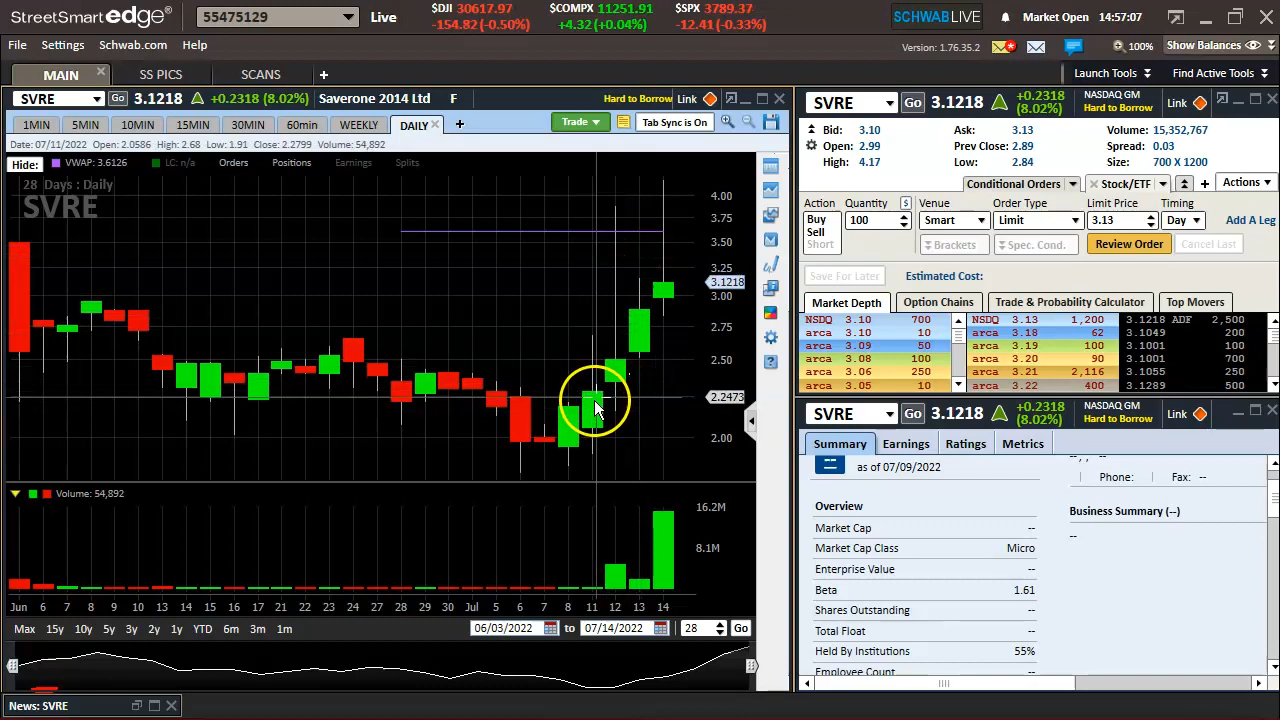 StreetSmart edge® 55475129 Live $DJI 30617.97 $COMPX 11251.91 $SPX 3789.37 SCHWABLIVE Market Open 14:57:07
-154.82 (-0.50%) +4.32 (+0.04%) -12.41 (-0.33%)
File Settings Schwab.com Help Version: 1.76.35.2 100% Show Balances
MAIN SS PICS SCANS + Launch Tools Find Active Tools
SVRE Go 3.1218 +0.2318 (8.02%) Saverone 2014 Ltd F Hard to Borrow Link
1MIN 5MIN 10MIN 15MIN 30MIN 60min WEEKLY DAILY + Trade Tab Sync is On
Date: 07/11/2022 Open: 2.0586 High: 2.68 Low: 1.91 Close: 2.2799 Volume: 54,892
Hide: VWAP: 3.6126 LC: n/a Orders Positions Earnings Splits
28 Days : Daily
SVRE
4.00
3.75
3.50
3.25
3.1218
3.00
2.75
2.50
2.2473
2.00
Volume: 54,892
16.2M
8.1M
Jun 6 7 8 9 10 13 14 15 16 17 21 22 23 24 27 28 29 30 Jul 5 6 7 8 11 12 13 14
Max 15y 10y 5y 3y 2y 1y YTD 6m 3m 1m 06/03/2022 to 07/14/2022 28 Go
News: SVRE
SVRE Go 3.1218 +0.2318 (8.02%) NASDAQ GM Hard to Borrow Link
Bid: 3.10 Ask: 3.13 Volume: 15,352,767
Open: 2.99 Prev Close: 2.89 Spread: 0.03
High: 4.17 Low: 2.84 Size: 700 X 1200
Conditional Orders Stock/ETF + Actions
Action Quantity $ Venue Order Type Limit Price Timing
Buy 100 Smart Limit 3.13 Day Add A Leg
Sell
Short Brackets Spec. Cond. Review Order Cancel Last
Save For Later Estimated Cost:
Market Depth Option Chains Trade & Probability Calculator Top Movers
NSDQ 3.10 700 NSDQ 3.13 1,200 3.1218 ADF 2,500
arca 3.10 10 arca 3.18 62 3.1049 200
arca 3.09 50 arca 3.19 61 3.1001 100
arca 3.08 100 arca 3.20 90 3.1001 700
arca 3.06 250 arca 3.21 2,116 3.1055 250
arca 3.05 10 arca 3.22 400 3.1289 500
SVRE Go 3.1218 +0.2318 (8.02%) NASDAQ GM Hard to Borrow Link
Summary Earnings Ratings Metrics
-- as of 07/09/2022 --, , --
Phone: Fax: --
Overview Business Summary (--)
Market Cap -- --
Market Cap Class Micro
Enterprise Value --
Beta 1.61
Shares Outstanding --
Total Float --
Held By Institutions 55%
Employee Count --